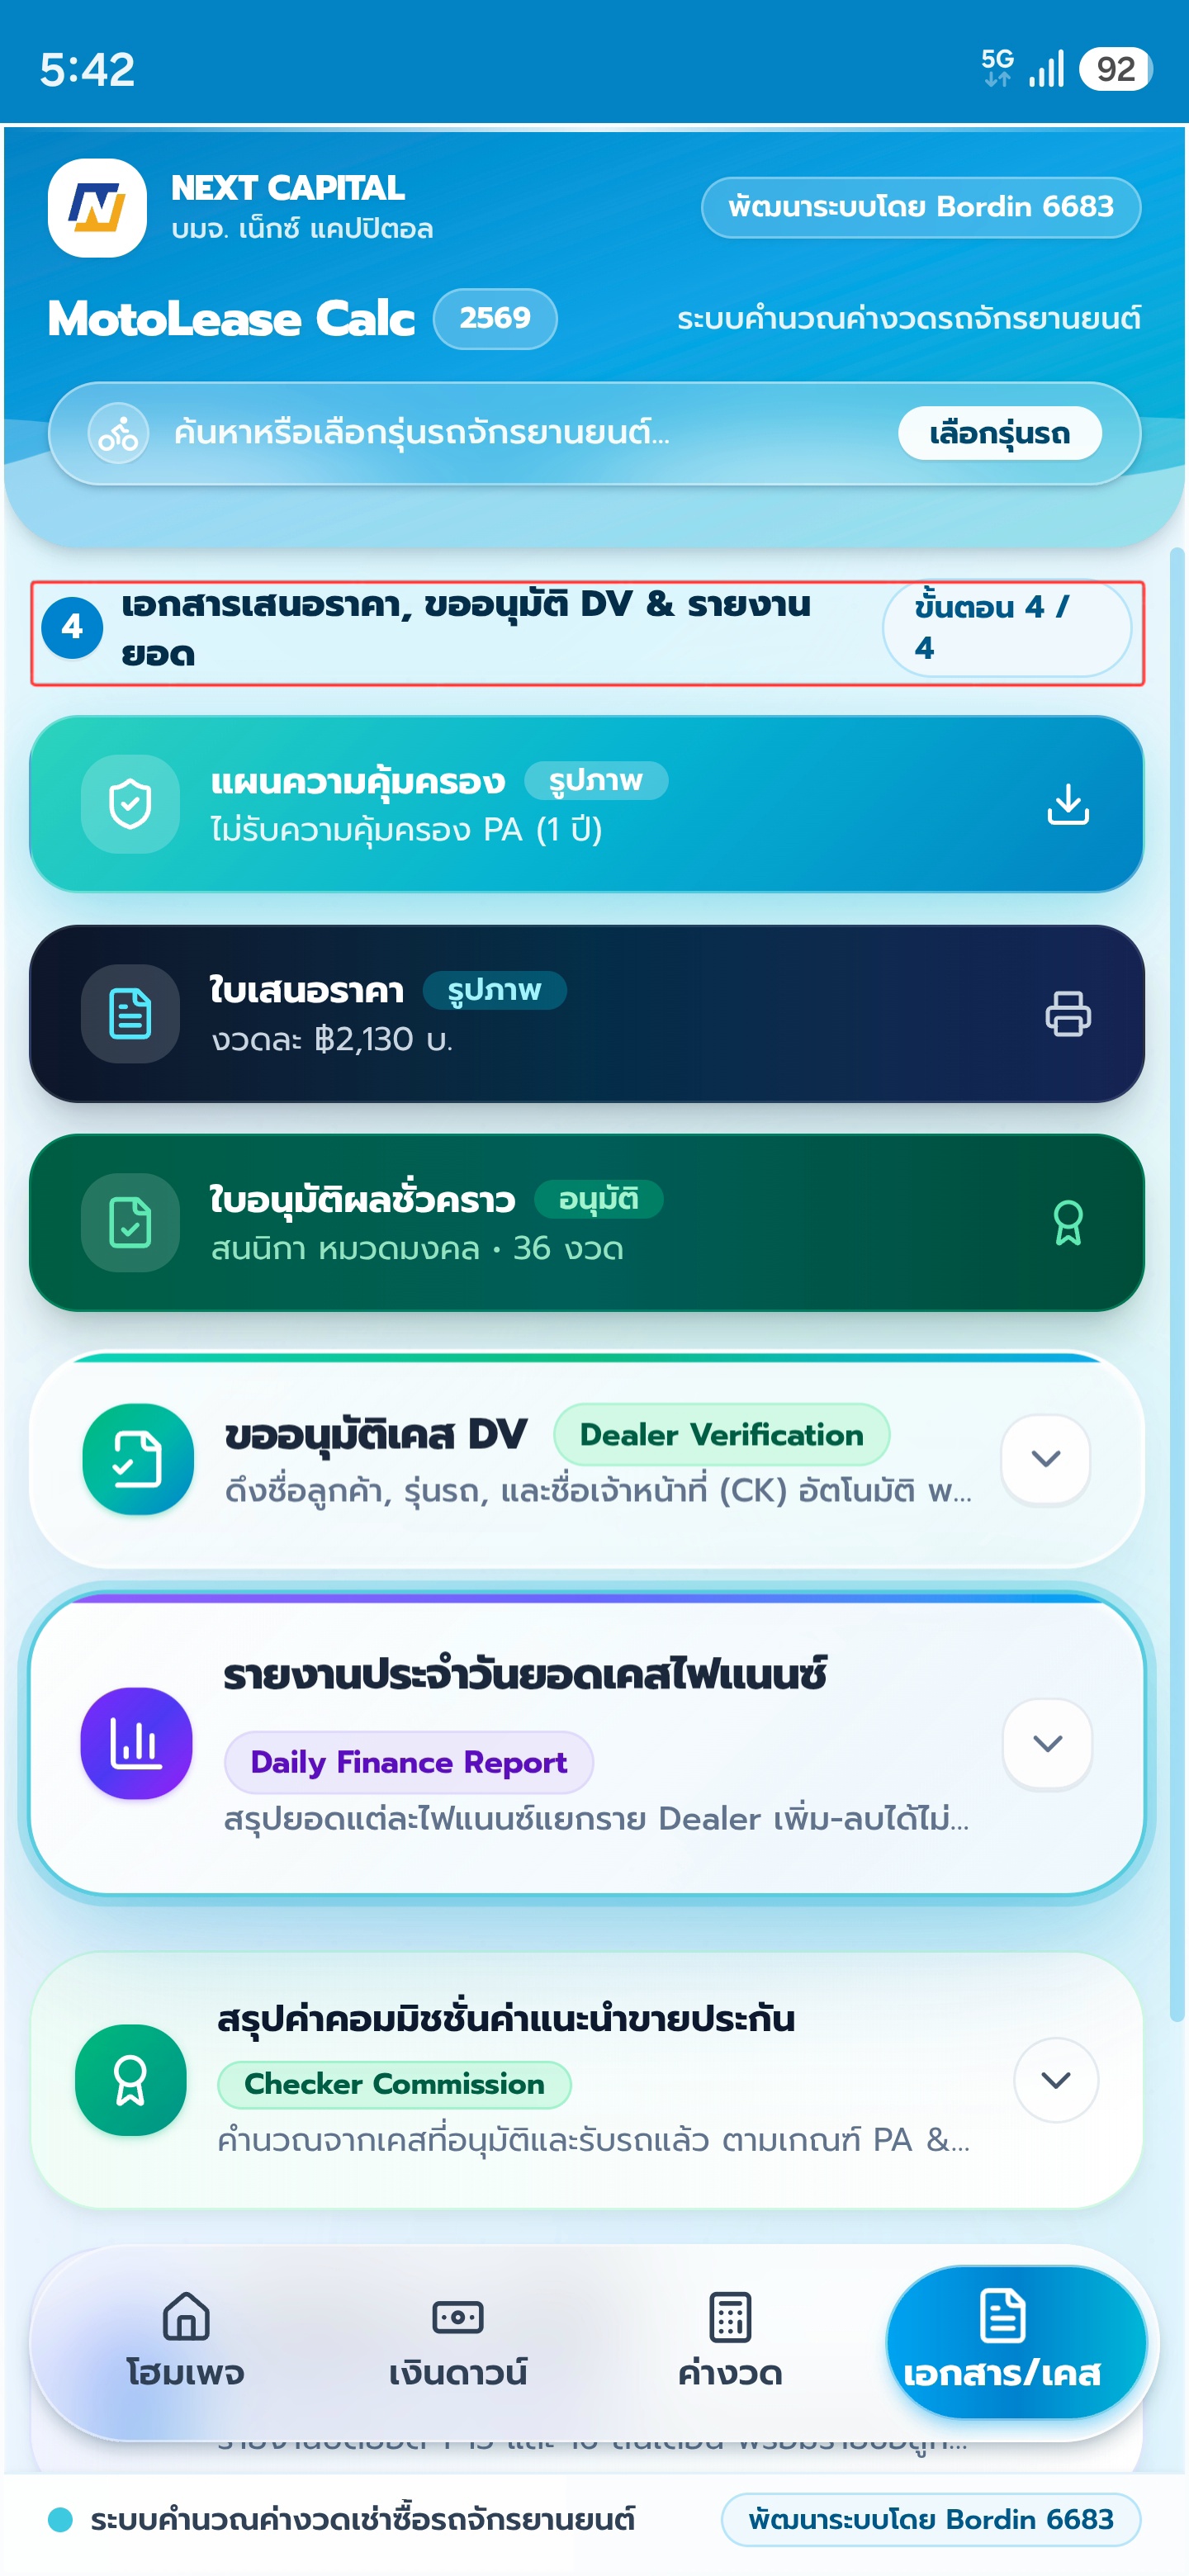 5:42
5G
92
NEXT CAPITAL
บมจ. เน็กซ์ แคปปิตอล
พัฒนาระบบโดย Bordin 6683
MotoLease Calc
2569
ระบบคำนวณค่างวดรถจักรยานยนต์
ค้นหาหรือเลือกรุ่นรถจักรยานยนต์...
เลือกรุ่นรถ
4
เอกสารเสนอราคา, ขออนุมัติ DV & รายงาน
ยอด
ขั้นตอน 4 /
4
แผนความคุ้มครอง
รูปภาพ
ไม่รับความคุ้มครอง PA (1 ปี)
ใบเสนอราคา
รูปภาพ
งวดละ ฿2,130 บ.
ใบอนุมัติผลชั่วคราว
อนุมัติ
สนนิภา หมวดมงคล • 36 งวด
ขออนุมัติเคส DV
Dealer Verification
ดึงชื่อลูกค้า, รุ่นรถ, และชื่อเจ้าหน้าที่ (CK) อัตโนมัติ พ...
รายงานประจำวันยอดเคสไฟแนนซ์
Daily Finance Report
สรุปยอดแต่ละไฟแนนซ์แยกราย Dealer เพิ่ม-ลบได้ไม่...
สรุปค่าคอมมิชชั่นค่าแนะนำขายประกัน
Checker Commission
คำนวณจากเคสที่อนุมัติและรับรถแล้ว ตามเกณฑ์ PA &...
โฮมเพจ
เงินดาวน์
ค่างวด
เอกสาร/เคส
ระบบคำนวณค่างวดเช่าซื้อรถจักรยานยนต์
พัฒนาระบบโดย Bordin 6683